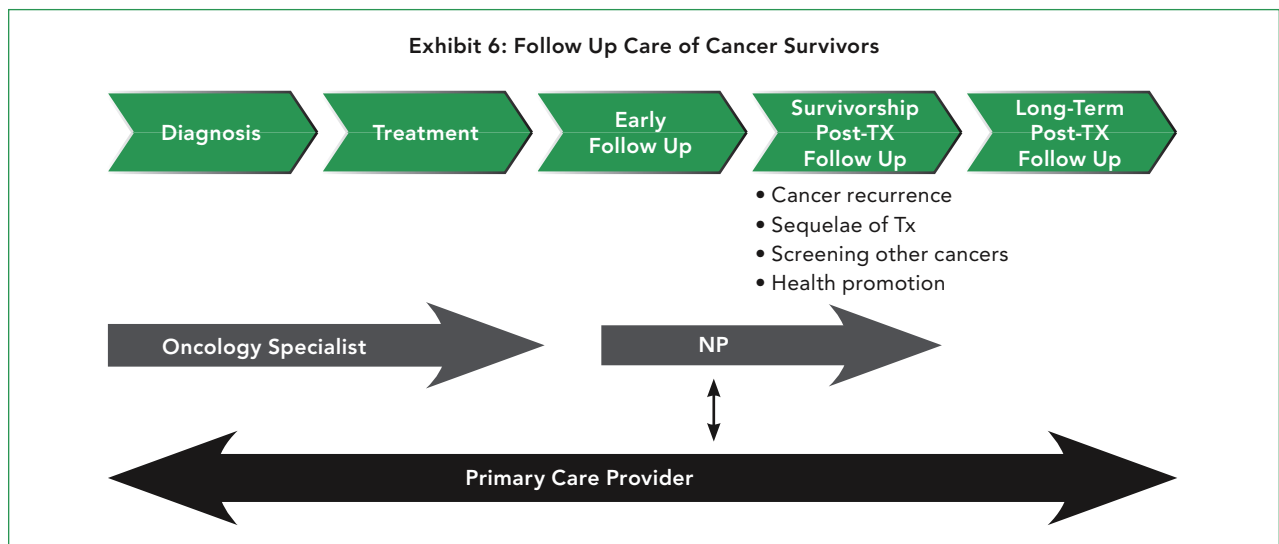 Exhibit 6: Follow Up Care of Cancer Survivors
Diagnosis
Treatment
Early
Follow Up
Survivorship
Post-TX
Follow Up
Long-Term
Post-TX
Follow Up
• Cancer recurrence
• Sequelae of Tx
• Screening other cancers
• Health promotion
Oncology Specialist
NP
Primary Care Provider